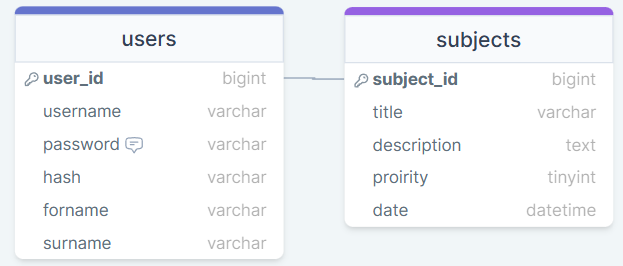 users
user_id bigint
username varchar
password varchar
hash varchar
forname varchar
surname varchar
subjects
subject_id bigint
title varchar
description text
proirity tinyint
date datetime